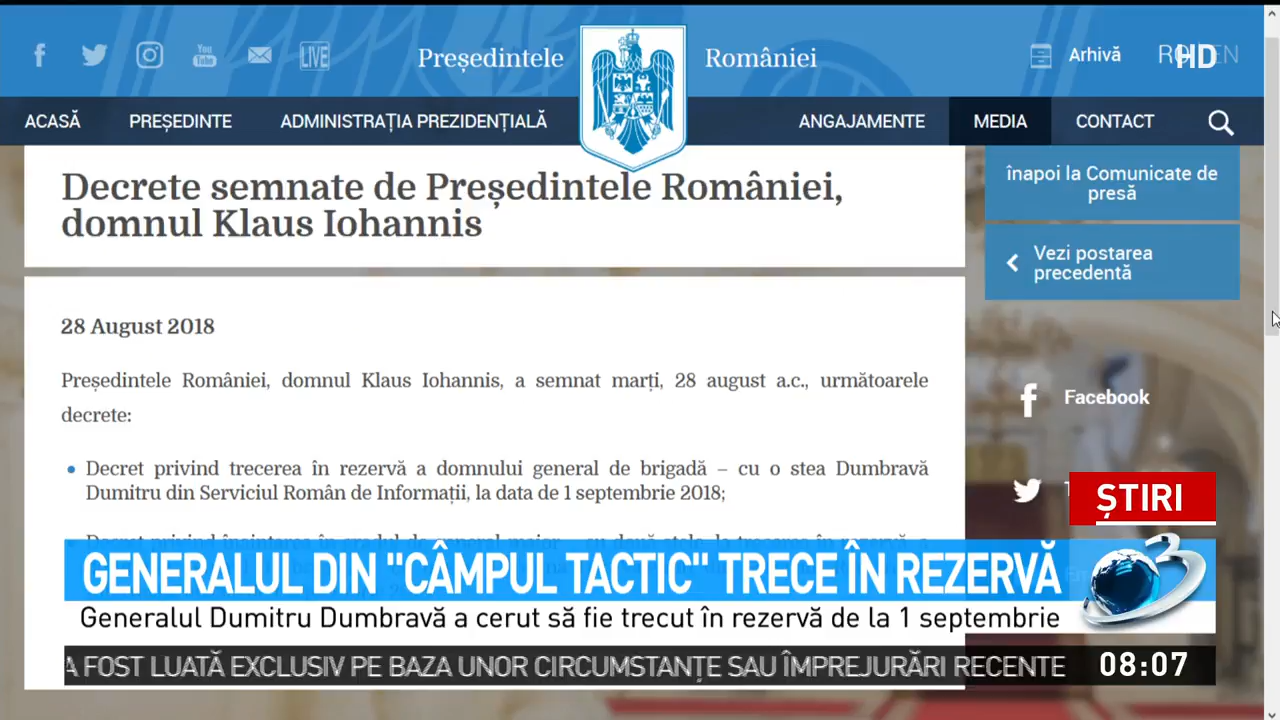 You Tube
LIVE
Președintele
României
Arhivă
HD
ACASĂ
PREȘEDINTE
ADMINISTRAȚIA PREZIDENȚIALĂ
ANGAJAMENTE
MEDIA
CONTACT
Decrete semnate de Președintele României,
domnul Klaus Iohannis
înapoi la Comunicate de
presă
Vezi postarea
precedentă
28 August 2018
Președintele României, domnul Klaus Iohannis, a semnat marți, 28 august a.c., următoarele
decrete:
Decret privind trecerea în rezervă a domnului general de brigadă – cu o stea Dumbravă
Dumitru din Serviciul Român de Informații, la data de 1 septembrie 2018;
Facebook
ȘTIRI
GENERALUL DIN "CÂMPUL TACTIC" TRECE ÎN REZERVĂ
3
Generalul Dumitru Dumbravă a cerut să fie trecut în rezervă de la 1 septembrie
A FOST LUATĂ EXCLUSIV PE BAZA UNOR CIRCUMSTANȚE SAU ÎMPREJURĂRI RECENTE
08:07